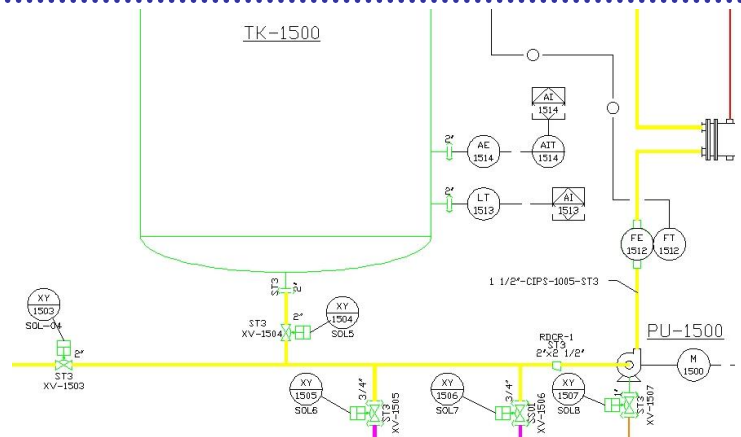 TK-1500
AI
1514
2"
AE
1514
AIT
1514
2"
LT
1513
AI
1513
FE
1512
FT
1512
1 1/2"-CIPS-1005-ST3
XY
1503
SOL-04
2"
ST3
XV-1503
ST3
2"
2"
ST3
XV-1504
XY
1504
SOL5
RDCR-1
ST3
2"x2 1/2"
PU-1500
M
1500
XY
1505
SOL6
3/4"
ST3
XV-1505
XY
1506
SOL7
3/4"
SS01
XV-1506
XY
1507
SOL8
1"
ST3
XV-1507